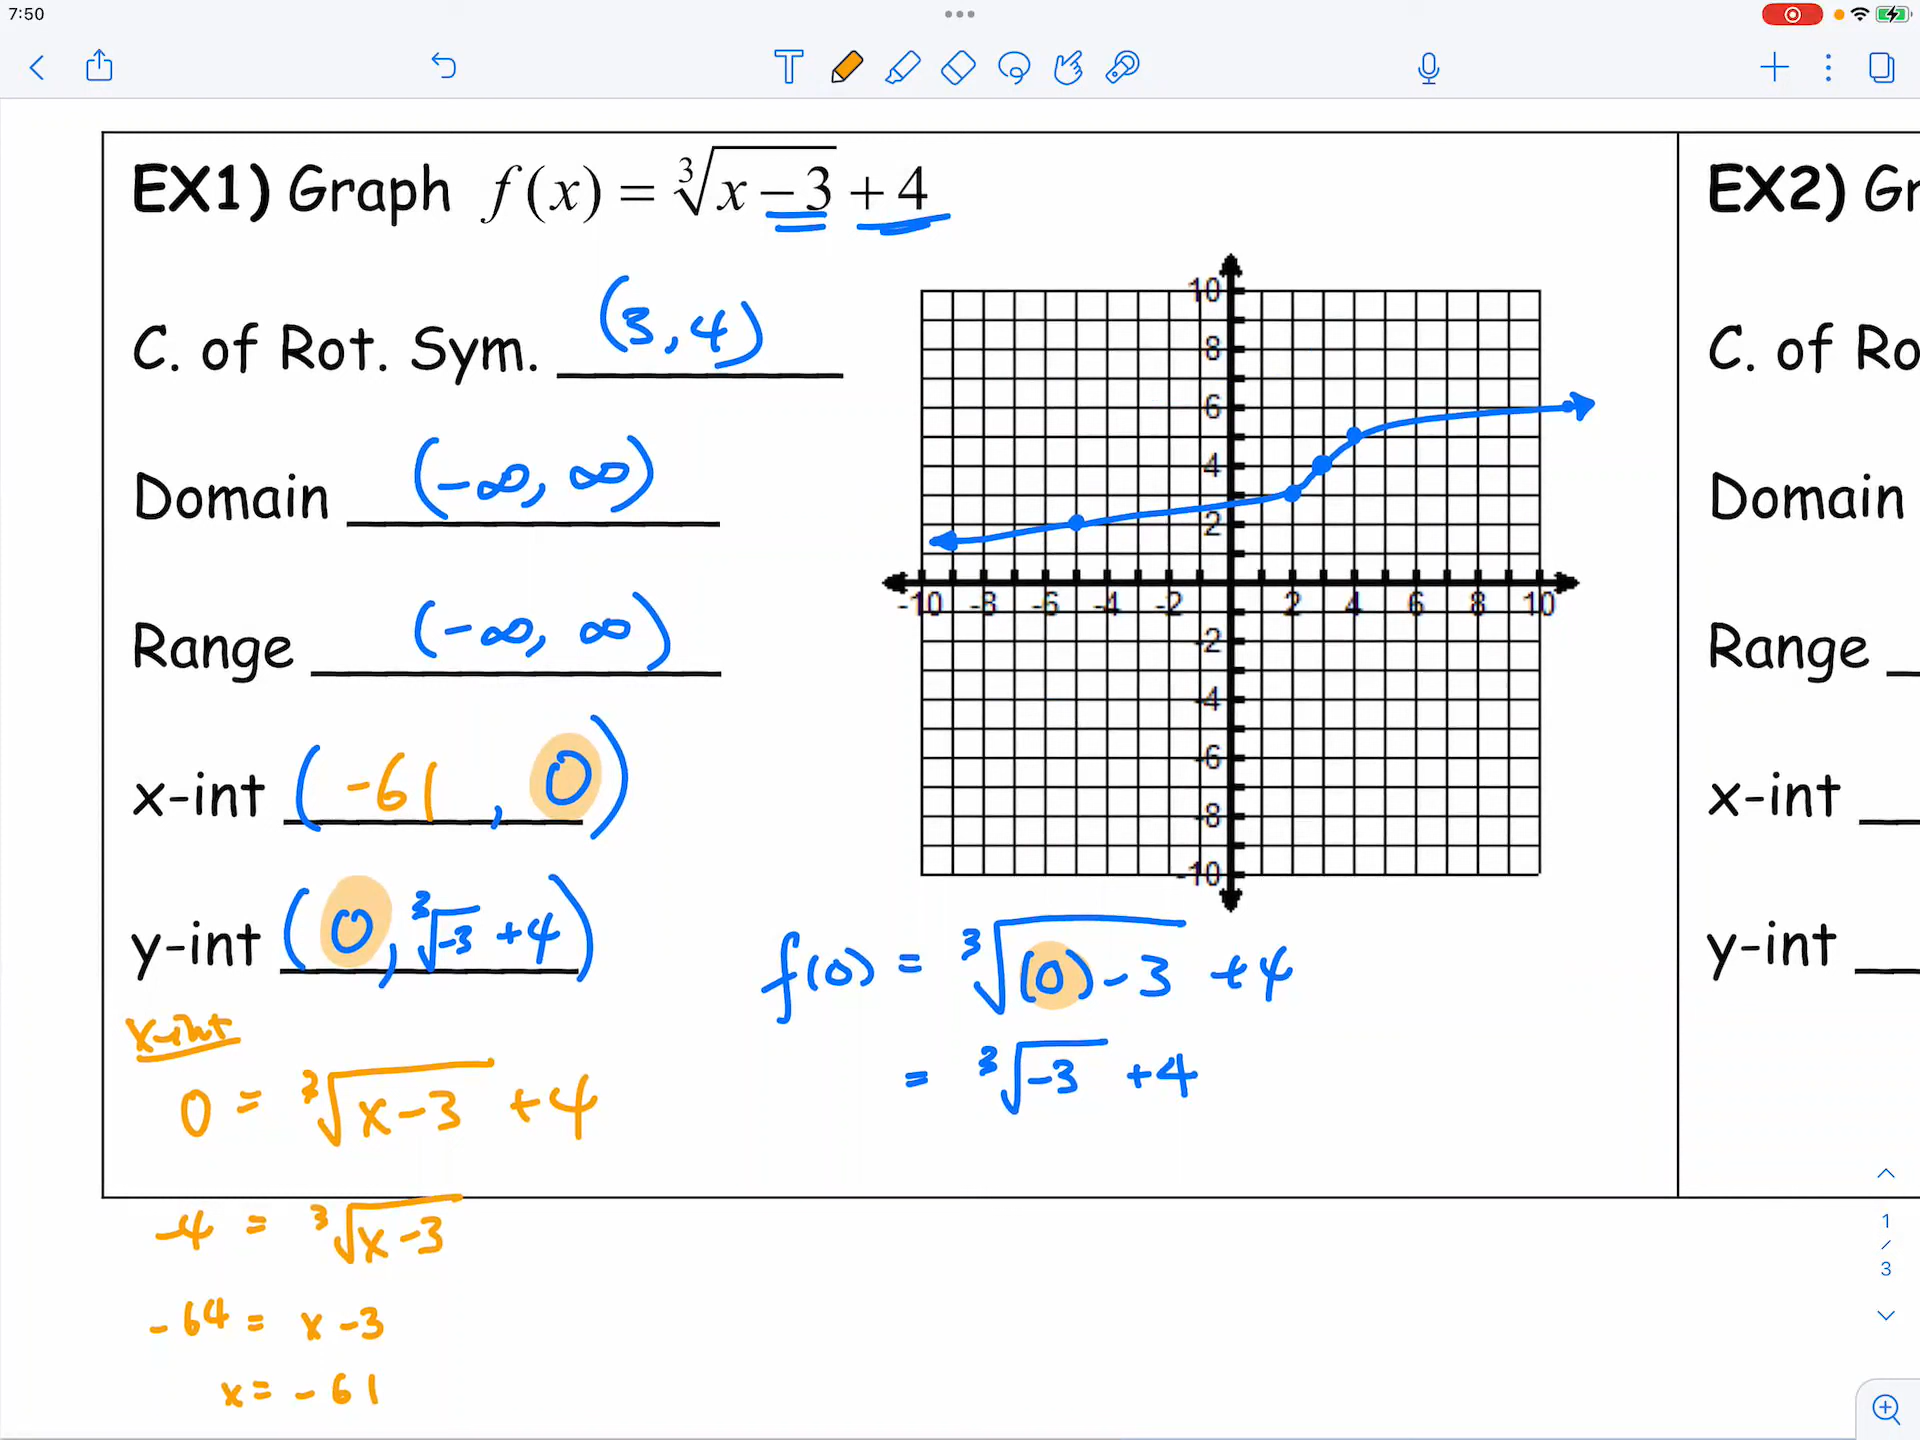 7:50
EX1) Graph f(x) = ∛(x − 3) + 4
C. of Rot. Sym. (3, 4)
Domain (-∞, ∞)
Range (-∞, ∞)
x-int (-61, 0)
y-int (0, ∛-3 +4)
10
8
6
4
2
-10 -8 -6 -4 -2 2 4 6 8 10
-2
-4
-6
-8
-10
f(0) = ∛((0) - 3) + 4
= ∛-3 + 4
x-int
0 = ∛(x - 3) + 4
-4 = ∛(x - 3)
-64 = x - 3
x = -61
EX2) Gr
C. of Ro
Domain
Range
x-int
y-int
1
/
3